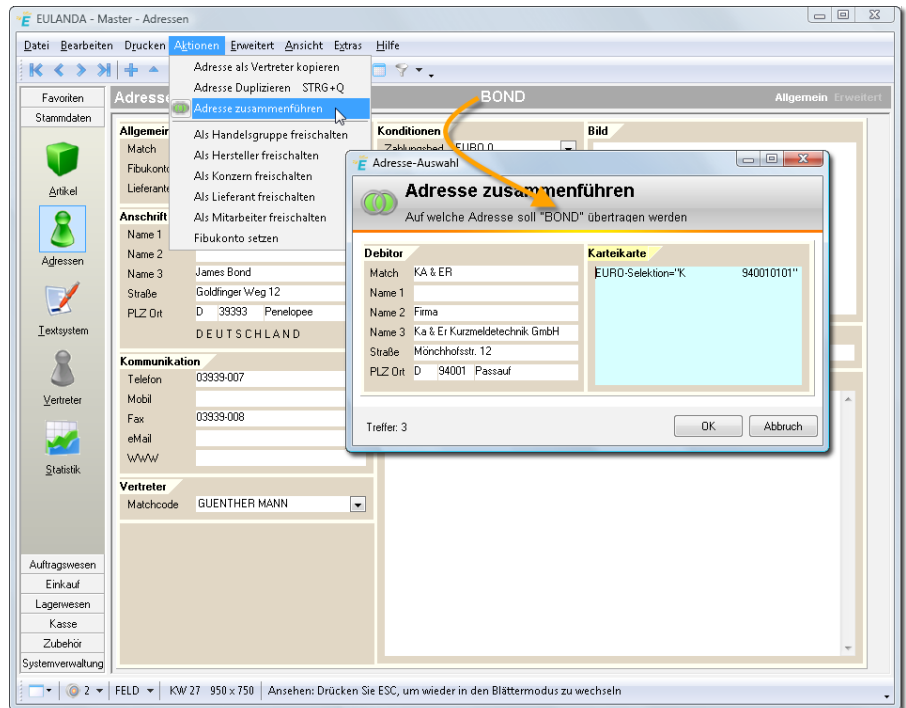 EULANDA - Master - Adressen
Datei Bearbeiten Drucken Aktionen Erweitert Ansicht Extras Hilfe
Adresse als Vertreter kopieren
Adresse Duplizieren STRG+Q
Adresse zusammenführen
Als Handelsgruppe freischalten
Als Hersteller freischalten
Als Konzern freischalten
Als Lieferant freischalten
Als Mitarbeiter freischalten
Fibukonto setzen
Favoriten
Stammdaten
Artikel
Adressen
Textsystem
Vertreter
Statistik
Auftragswesen
Einkauf
Lagerwesen
Kasse
Zubehör
Systemverwaltung
BOND
Allgemein Erweitert
Match
Anschrift
Name 1
Name 2
Name 3 James Bond
Straße Goldfinger Weg 12
PLZ Ort D 39393 Penelopee
DEUTSCHLAND
Kommunikation
Telefon 03939-007
Mobil
Fax 03939-008
eMail
WWW
Vertreter
Matchcode GUENTHER MANN
Konditionen
Zahlungsbed. EURO 0
Bild
Adresse-Auswahl
Adresse zusammenführen
Auf welche Adresse soll "BOND" übertragen werden
Debitor
Match KA & ER
Name 1
Name 2 Firma
Name 3 Ka & Er Kurzmeldetechnik GmbH
Straße Mönchhofsstr. 12
PLZ Ort D 94001 Passauf
Karteikarte
EURO-Selektion="K 940010101"
Treffer: 3
OK Abbruch
2 FELD KW 27 950 x 750 Ansehen: Drücken Sie ESC, um wieder in den Blättermodus zu wechseln